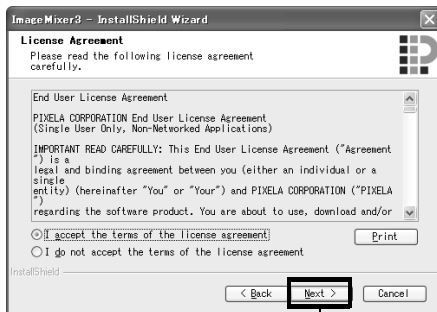 ImageMixer3 - InstallShield Wizard
License Agreement
Please read the following license agreement
carefully.
End User License Agreement
PIXELA CORPORATION End User License Agreement
(Single User Only, Non-Networked Applications)
IMPORTANT READ CAREFULLY: This End User License Agreement ("Agreement
") is a
legal and binding agreement between you (either an individual or a
single
entity) (hereinafter "You" or "Your") and PIXELA CORPORATION ("PIXELA
")
regarding the software product. You are about to use, download and/or
I accept the terms of the license agreement
Print
I do not accept the terms of the license agreement
InstallShield
< Back
Next >
Cancel